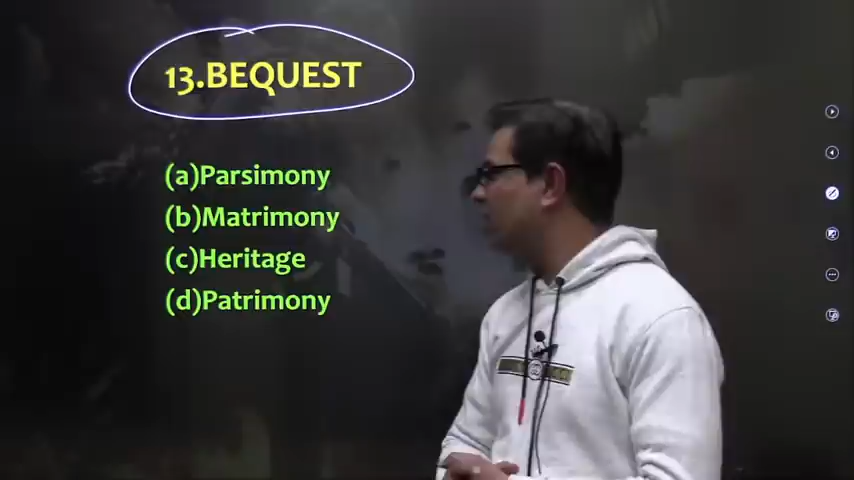 13.BEQUEST
(a)Parsimony
(b)Matrimony
(c)Heritage
(d)Patrimony